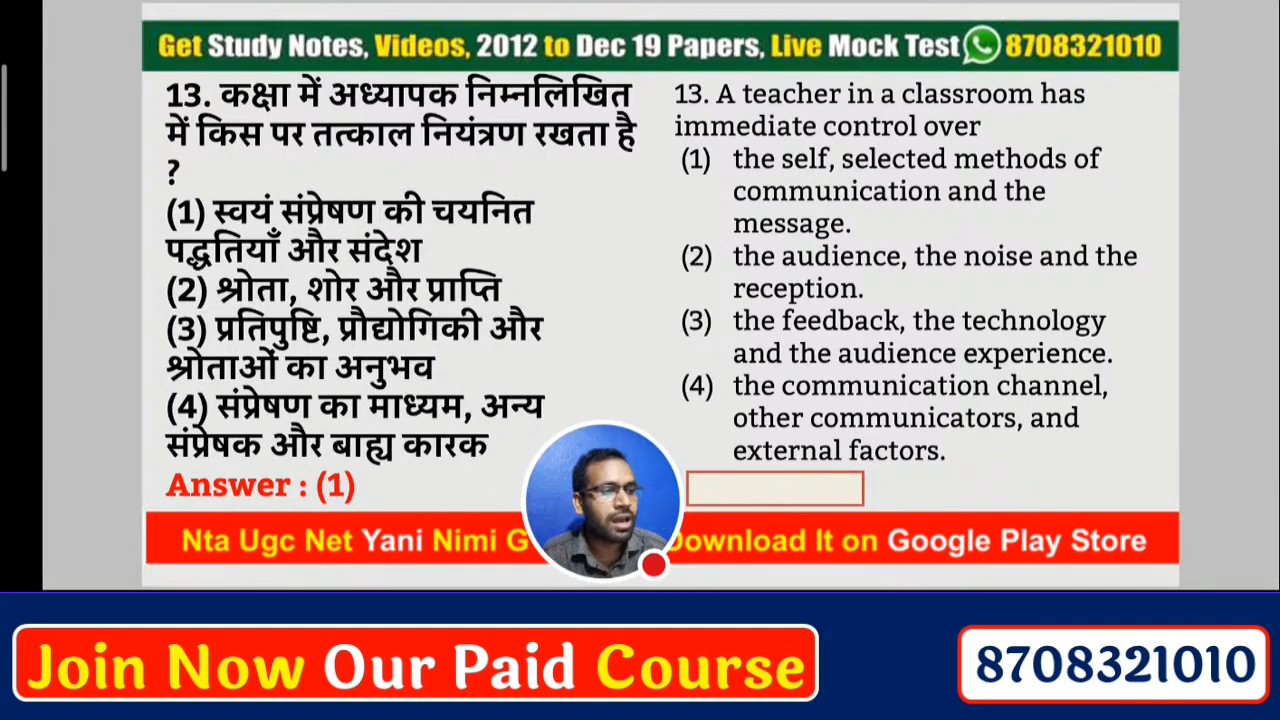 Get Study Notes, Videos, 2012 to Dec 19 Papers, Live Mock Test 8708321010
13. कक्षा में अध्यापक निम्नलिखित
में किस पर तत्काल नियंत्रण रखता है
?
(1) स्वयं संप्रेषण की चयनित
पद्धतियाँ और संदेश
(2) श्रोता, शोर और प्राप्ति
(3) प्रतिपुष्टि, प्रौद्योगिकी और
श्रोताओं का अनुभव
(4) संप्रेषण का माध्यम, अन्य
संप्रेषक और बाह्य कारक
Answer : (1)
13. A teacher in a classroom has
immediate control over
(1) the self, selected methods of
communication and the
message.
(2) the audience, the noise and the
reception.
(3) the feedback, the technology
and the audience experience.
(4) the communication channel,
other communicators, and
external factors.
Nta Ugc Net Yani Nimi G Download It on Google Play Store
Join Now Our Paid Course
8708321010